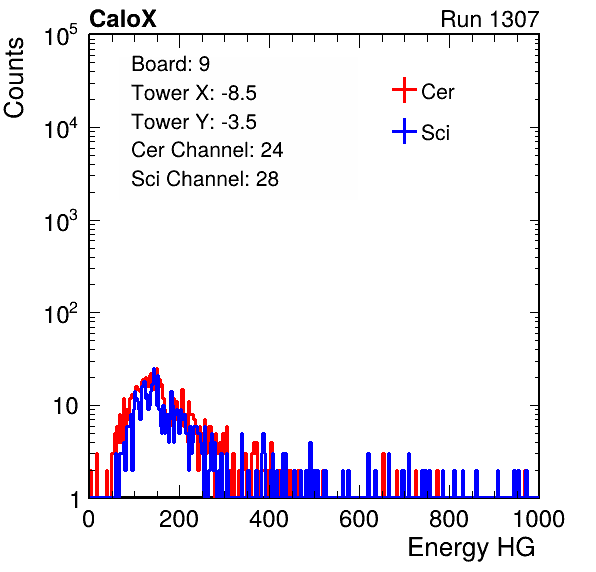 CaloX Run 1307
Counts
Board: 9
Tower X: -8.5
Tower Y: -3.5
Cer Channel: 24
Sci Channel: 28
Cer
Sci
10^5
10^4
10^3
10^2
10
1
0 200 400 600 800 1000
Energy HG